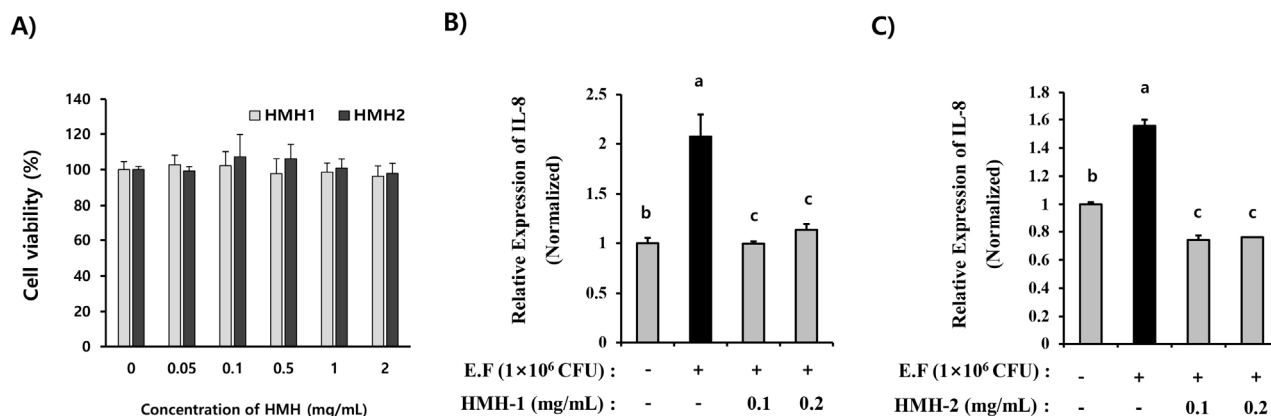 A)
Cell viability (%)
140
120
100
80
60
40
20
0
HMH1 HMH2
0 0.05 0.1 0.5 1 2
Concentration of HMH (mg/mL)
B)
Relative Expression of IL-8
(Normalized)
2.5
2
1.5
1
0.5
0
b a c c
E.F (1×10⁶ CFU) : - + + +
HMH-1 (mg/mL) : - - 0.1 0.2
C)
Relative Expression of IL-8
(Normalized)
1.8
1.6
1.4
1.2
1
0.8
0.6
0.4
0.2
0
b a c c
E.F (1×10⁶ CFU) : - + + +
HMH-2 (mg/mL) : - - 0.1 0.2